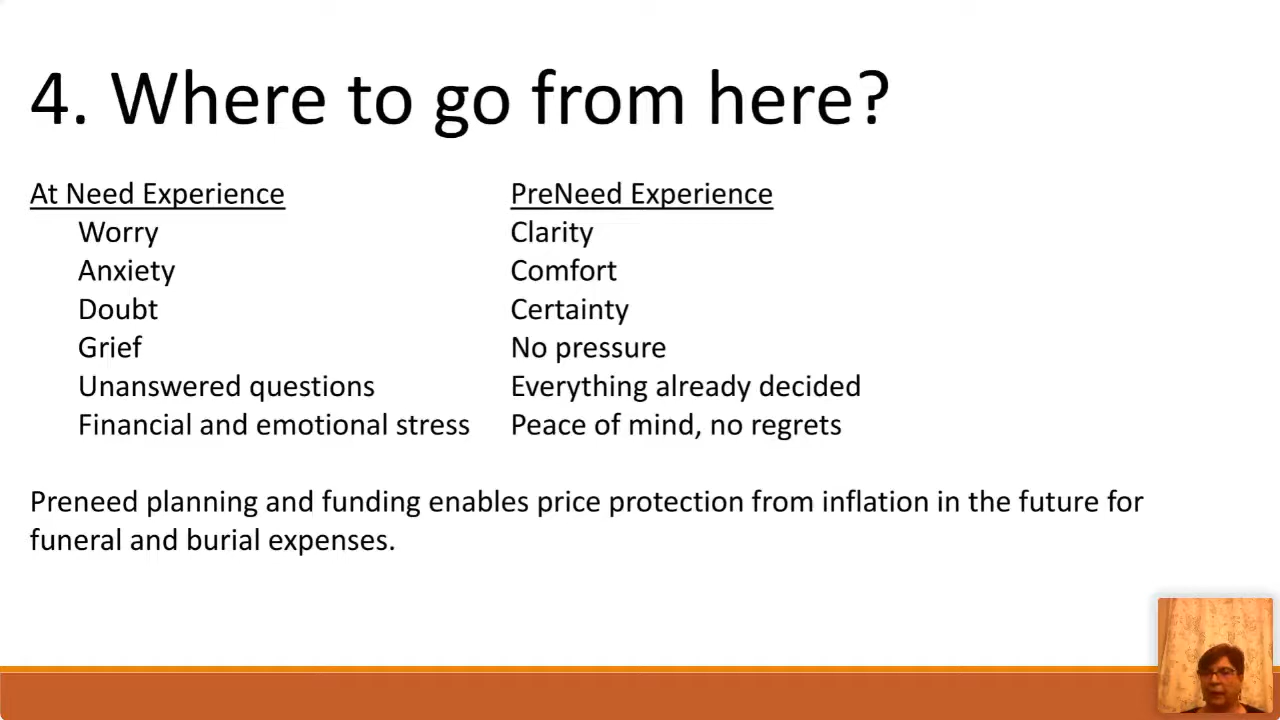 4. Where to go from here?
At Need Experience
Worry
Anxiety
Doubt
Grief
Unanswered questions
Financial and emotional stress
PreNeed Experience
Clarity
Comfort
Certainty
No pressure
Everything already decided
Peace of mind, no regrets
Preneed planning and funding enables price protection from inflation in the future for
funeral and burial expenses.